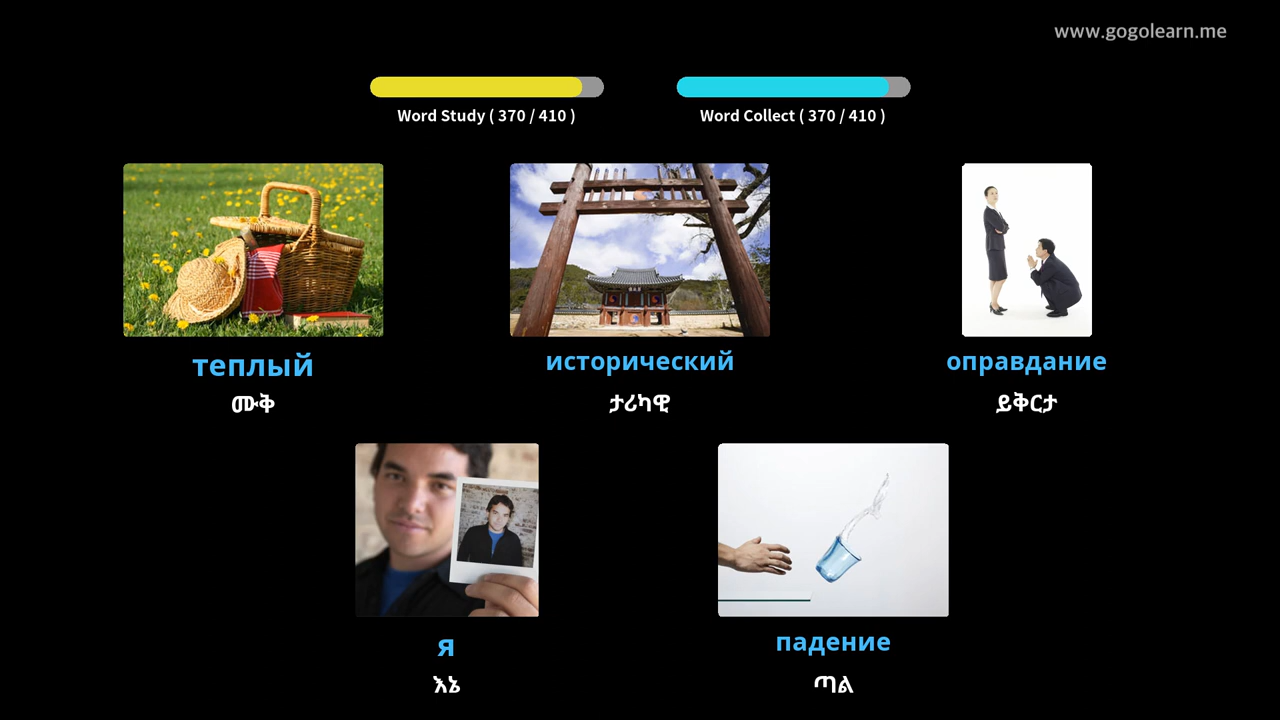 www.gogolearn.me
Word Study ( 370 / 410 )
Word Collect ( 370 / 410 )
теплый
исторический
оправдание
ሙቅ
ታሪካዊ
ይቅርታ
я
падение
እኔ
ጣል